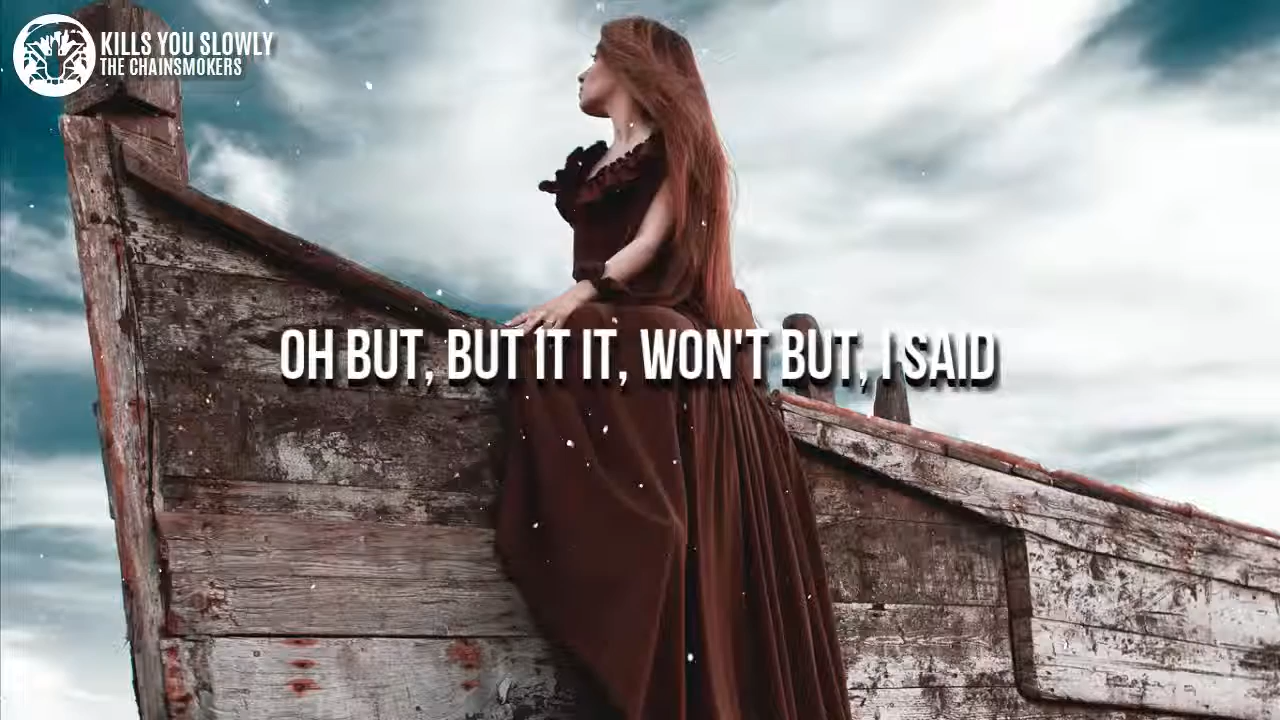 KILLS YOU SLOWLY
THE CHAINSMOKERS
OH BUT, BUT IT IT, WON'T BUT, I SAID